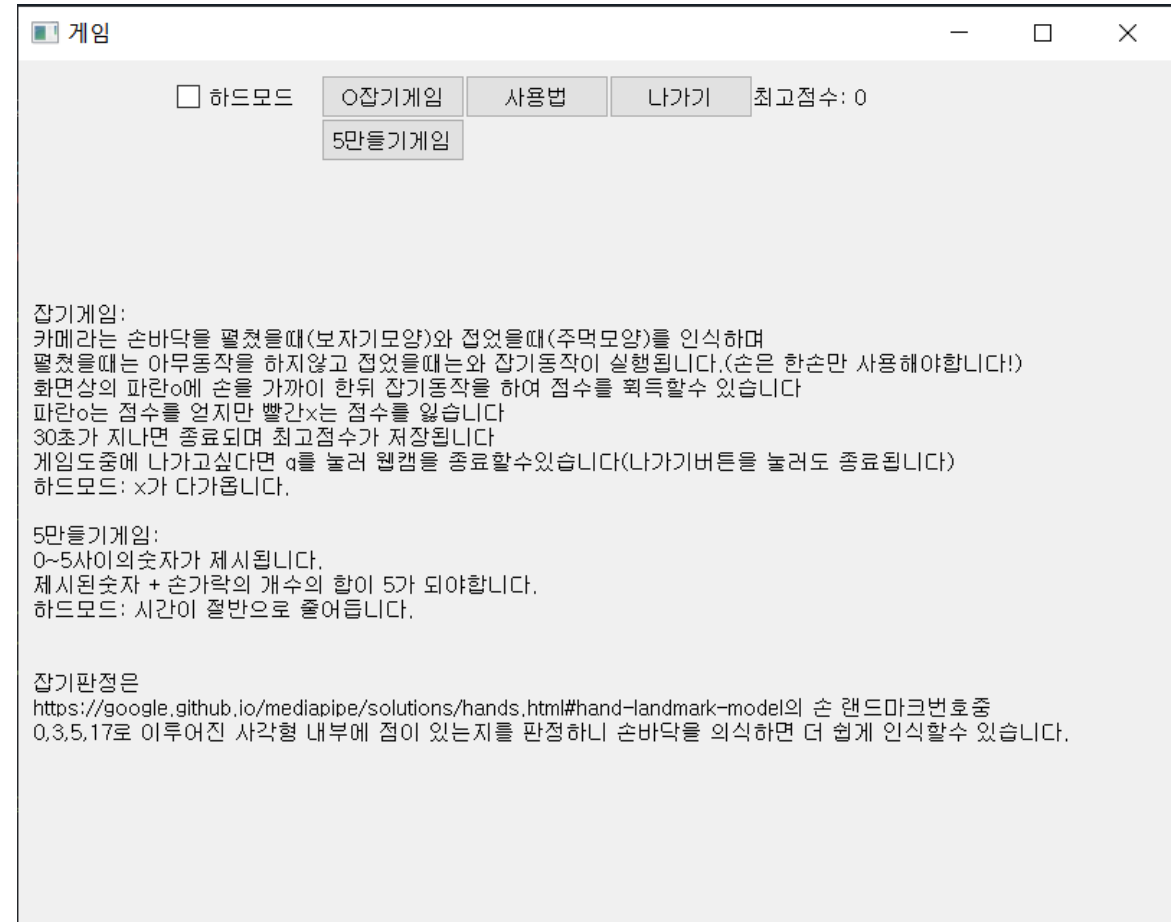 게임
하드모드 O잡기게임 사용법 나가기 최고점수: 0
5만들기게임
잡기게임:
카메라는 손바닥을 펼쳤을때(보자기모양)와 접었을때(주먹모양)를 인식하며
펼쳤을때는 아무동작을 하지않고 접었을때는와 잡기동작이 실행됩니다.(손은 한손만 사용해야합니다!)
화면상의 파란o에 손을 가까이 한뒤 잡기동작을 하여 점수를 획득할수 있습니다
파란o는 점수를 얻지만 빨간x는 점수를 잃습니다
30초가 지나면 종료되며 최고점수가 저장됩니다
게임도중에 나가고싶다면 q를 눌러 웹캠을 종료할수있습니다(나가기버튼을 눌러도 종료됩니다)
하드모드: x가 다가옵니다.
5만들기게임:
0~5사이의숫자가 제시됩니다.
제시된숫자 + 손가락의 개수의 합이 5가 되야합니다.
하드모드: 시간이 절반으로 줄어듭니다.
잡기판정은
https://google.github.io/mediapipe/solutions/hands.html#hand-landmark-model의 손 랜드마크번호중
0,3,5,17로 이루어진 사각형 내부에 점이 있는지를 판정하니 손바닥을 의식하면 더 쉽게 인식할수 있습니다.